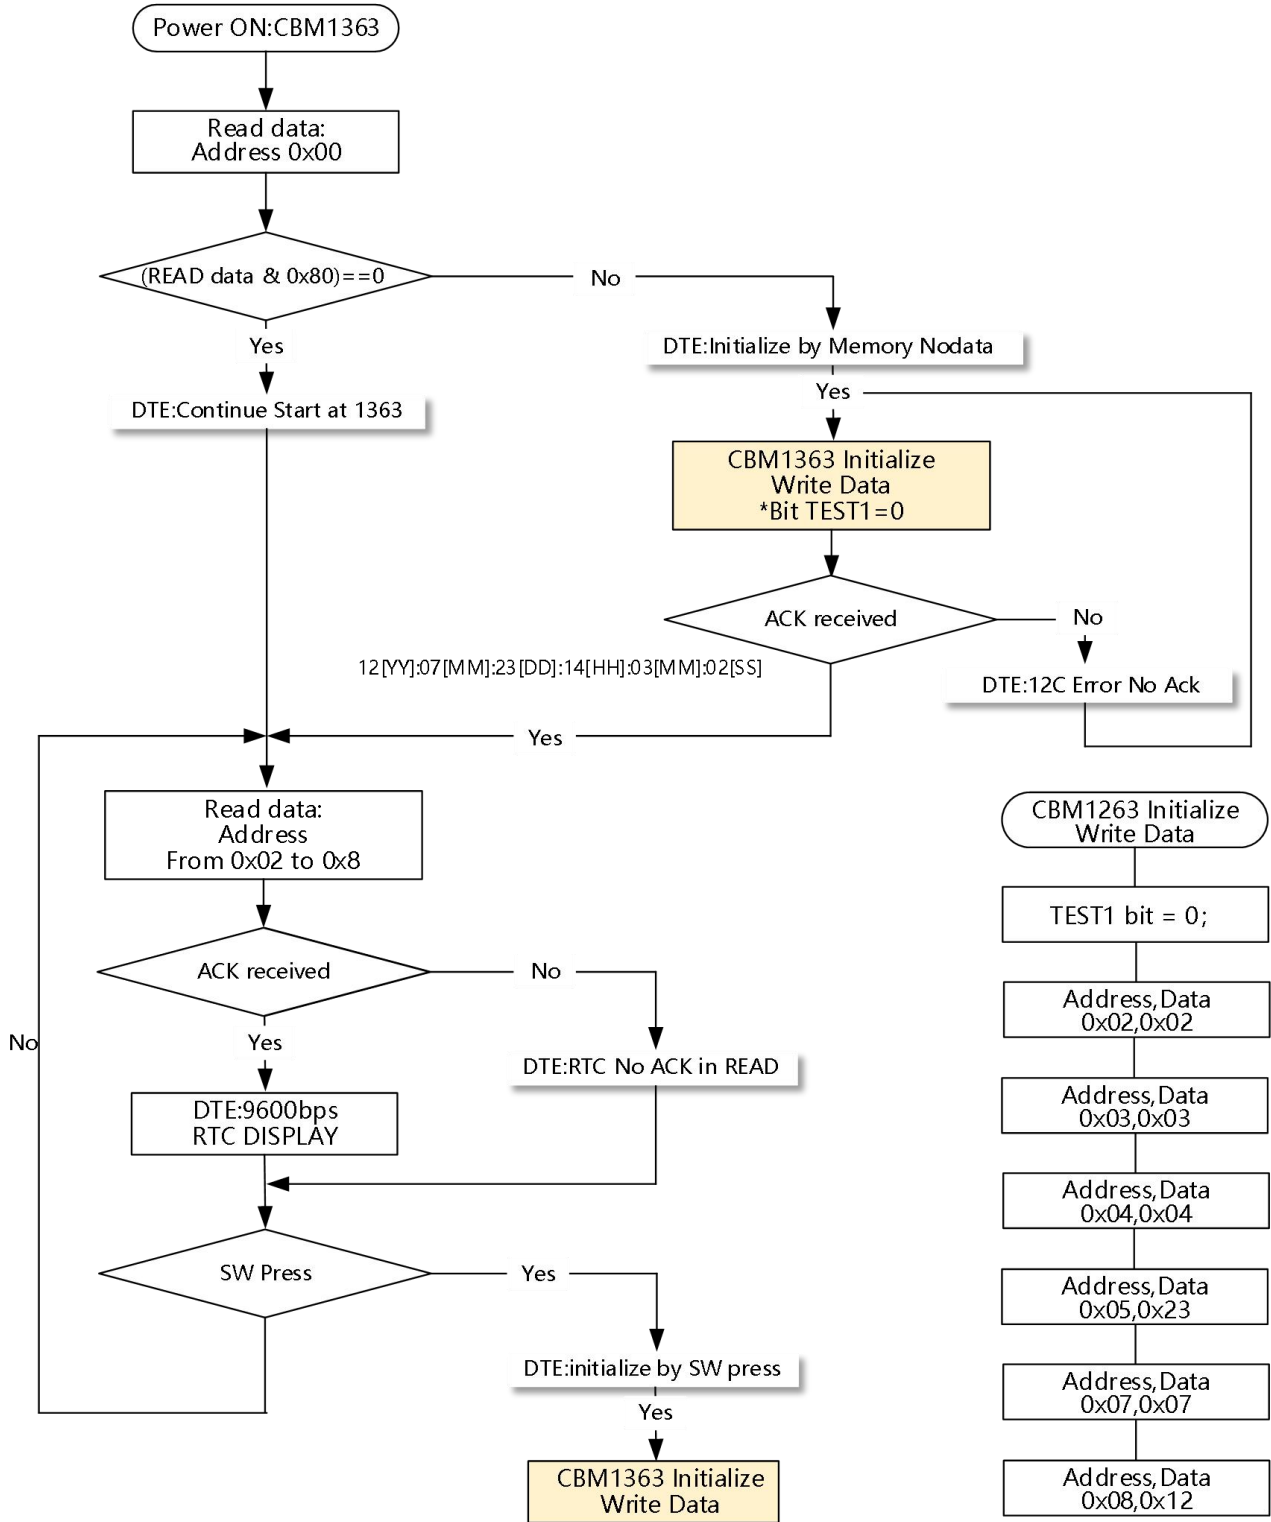 Power ON:CBM1363
Read data:
Address 0x00
(READ data & 0x80)==0
No
Yes
DTE:Initialize by Memory Nodata
Yes
DTE:Continue Start at 1363
CBM1363 Initialize
Write Data
*Bit TEST1=0
ACK received
No
12[YY]:07[MM]:23[DD]:14[HH]:03[MM]:02[SS]
DTE:12C Error No Ack
Yes
Read data:
Address
From 0x02 to 0x8
ACK received
No
Yes
No
DTE:RTC No ACK in READ
DTE:9600bps
RTC DISPLAY
SW Press
Yes
DTE:initialize by SW press
Yes
CBM1363 Initialize
Write Data
CBM1263 Initialize
Write Data
TEST1 bit = 0;
Address,Data
0x02,0x02
Address,Data
0x03,0x03
Address,Data
0x04,0x04
Address,Data
0x05,0x23
Address,Data
0x07,0x07
Address,Data
0x08,0x12